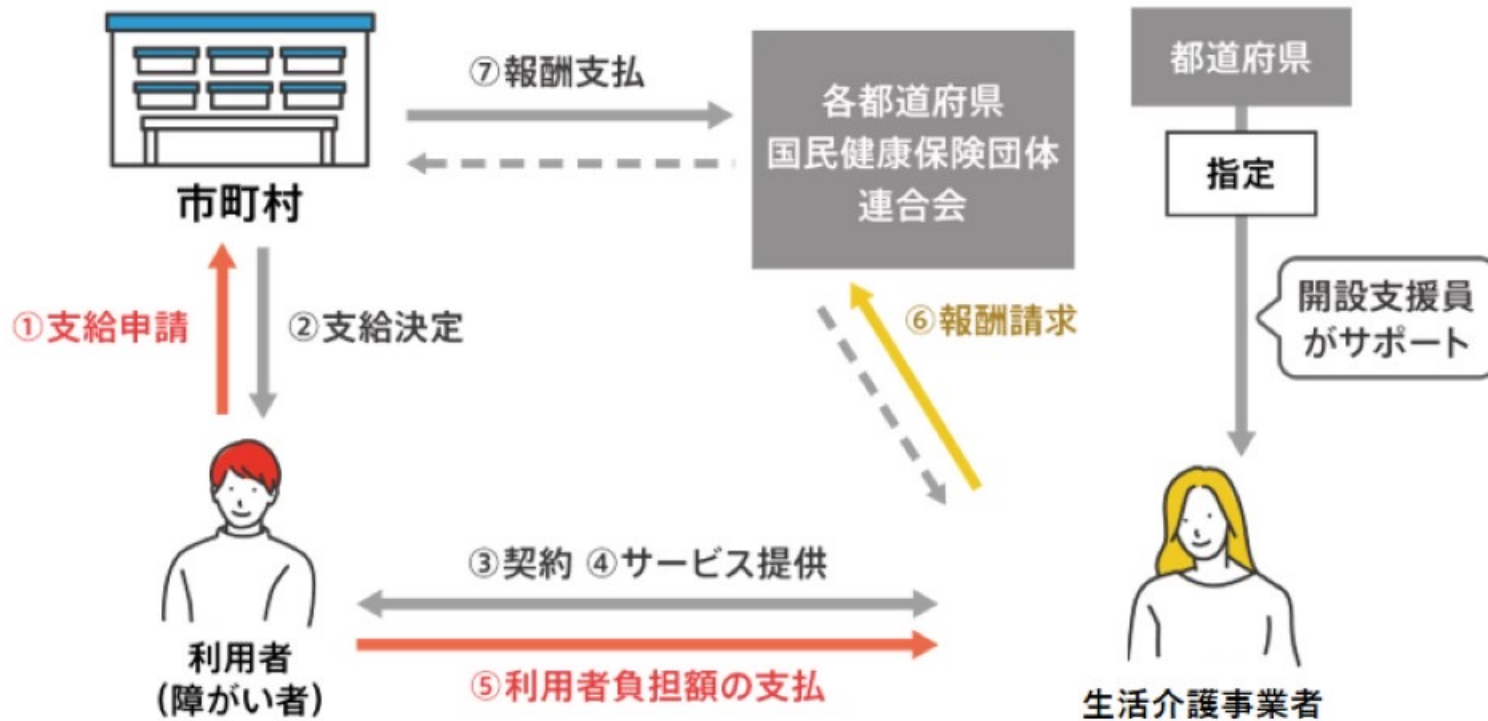 ⑦報酬支払
各都道府県
国民健康保険団体
連合会
都道府県
指定
市町村
①支給申請
②支給決定
⑥報酬請求
開設支援員
がサポート
③契約 ④サービス提供
⑤利用者負担額の支払
利用者
(障がい者)
生活介護事業者